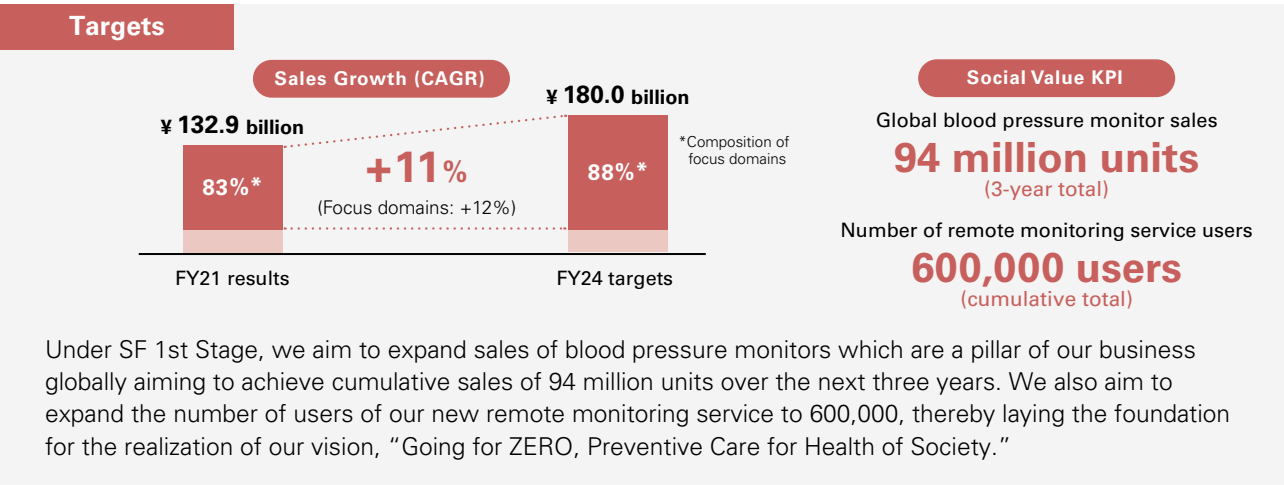 Targets
Sales Growth (CAGR)
¥ 132.9 billion
¥ 180.0 billion
83%*
+11%
(Focus domains: +12%)
88%*
*Composition of
focus domains
FY21 results
FY24 targets
Social Value KPI
Global blood pressure monitor sales
94 million units
(3-year total)
Number of remote monitoring service users
600,000 users
(cumulative total)
Under SF 1st Stage, we aim to expand sales of blood pressure monitors which are a pillar of our business
globally aiming to achieve cumulative sales of 94 million units over the next three years. We also aim to
expand the number of users of our new remote monitoring service to 600,000, thereby laying the foundation
for the realization of our vision, “Going for ZERO, Preventive Care for Health of Society.”